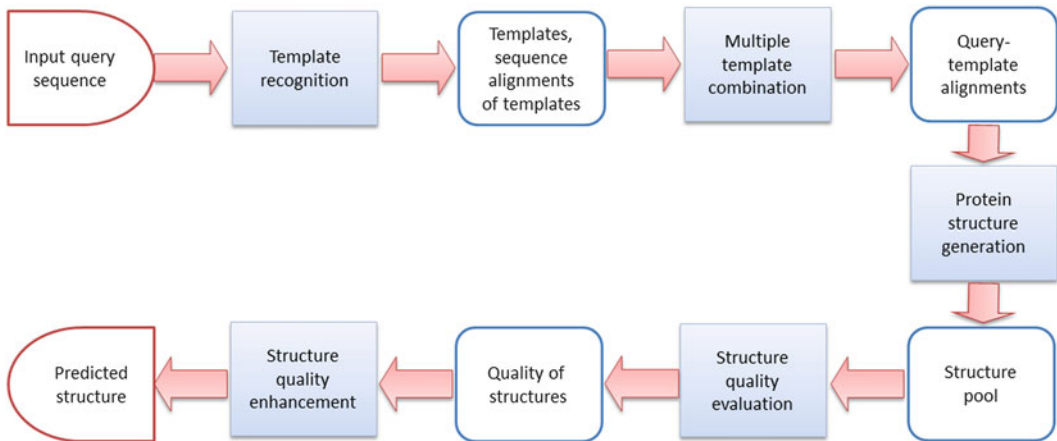 Input query
sequence
Template
recognition
Templates,
sequence
alignments
of templates
Multiple
template
combination
Query-
template
alignments
Protein
structure
generation
Structure
pool
Structure
quality
evaluation
Quality of
structures
Structure
quality
enhancement
Predicted
structure